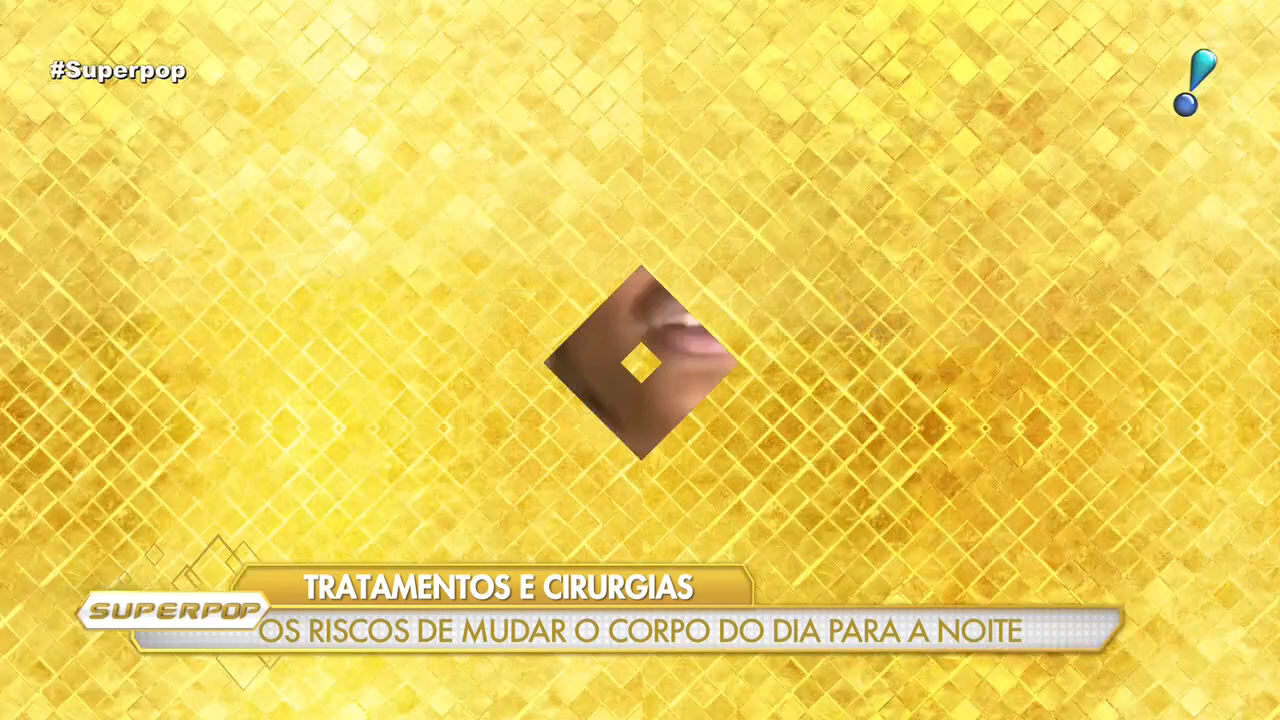 #Superpop
TRATAMENTOS E CIRURGIAS
SUPERPOP
OS RISCOS DE MUDAR O CORPO DO DIA PARA A NOITE